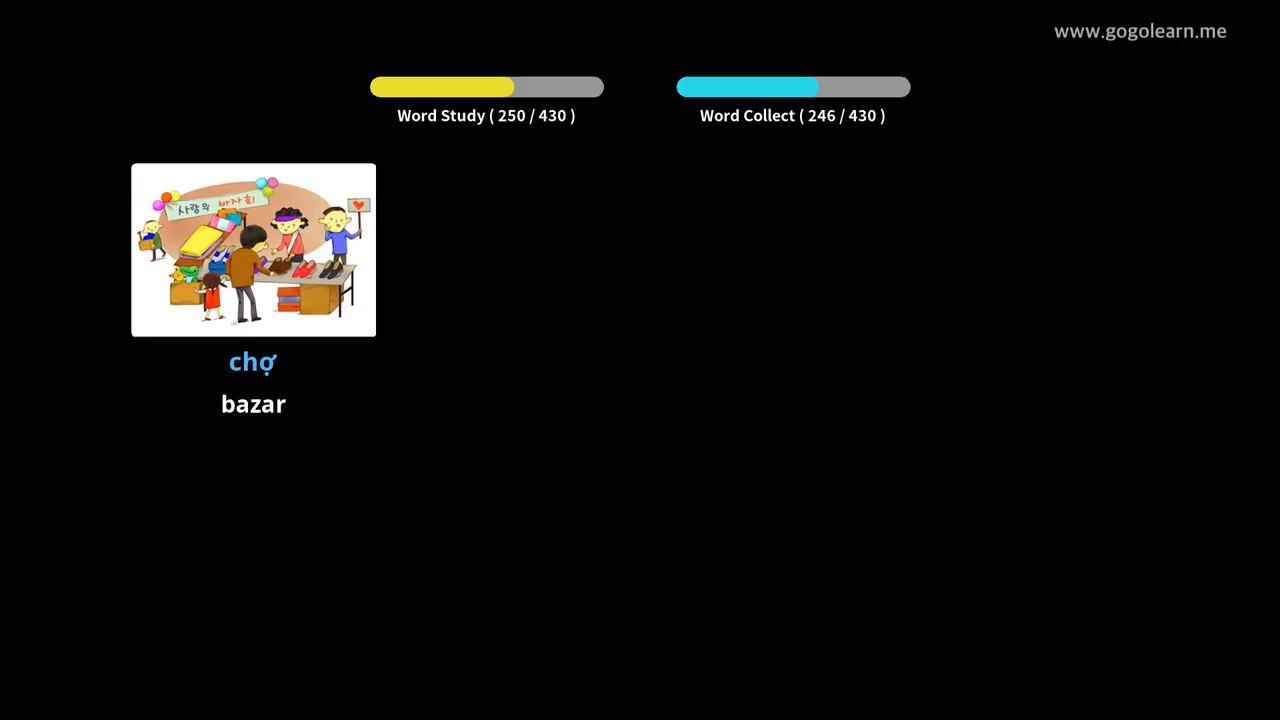 www.gogolearn.me
Word Study ( 250 / 430 )
Word Collect ( 246 / 430 )
사랑의 바자회
chợ
bazar